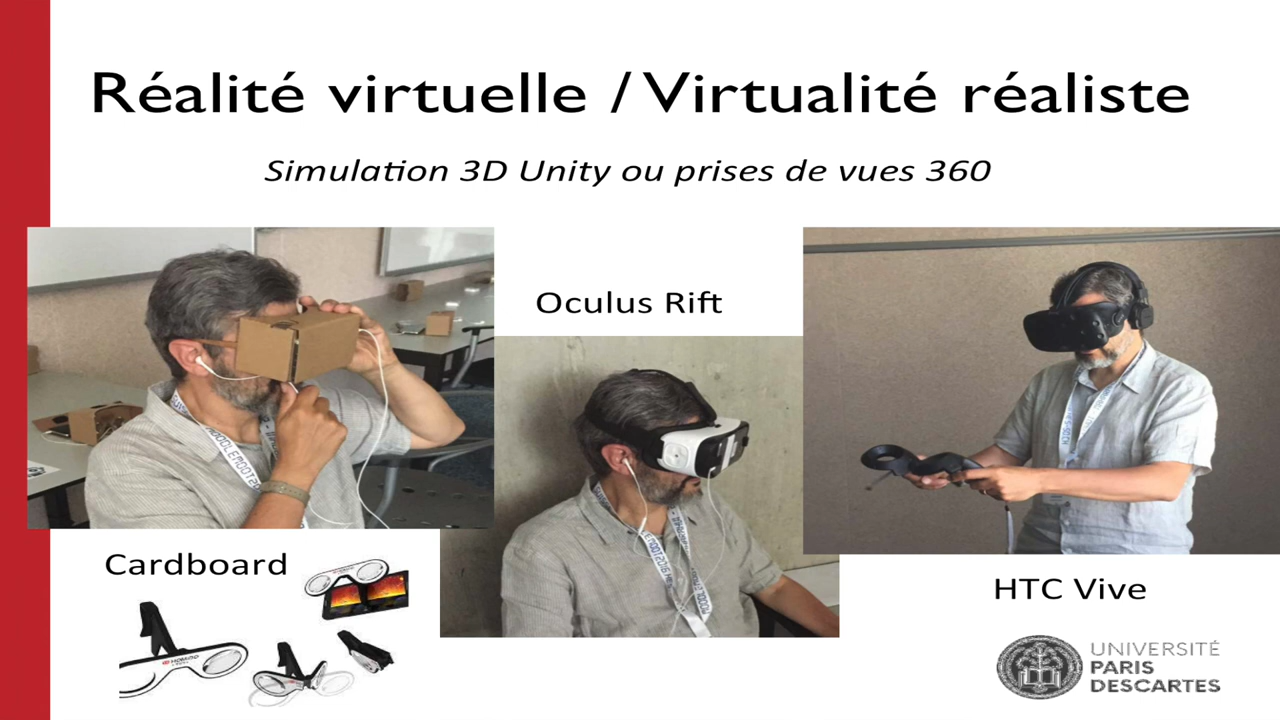 Réalité virtuelle / Virtualité réaliste
Simulation 3D Unity ou prises de vues 360
Oculus Rift
Cardboard
HTC Vive
UNIVERSITÉ
PARIS
DESCARTES